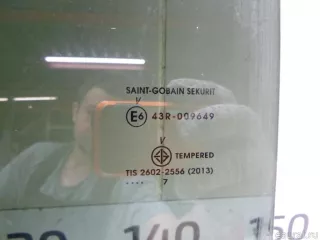 SAINT-GOBAIN SEKURIT
V
E6 43R-009649
V
TEMPERED
TIS 2602-2556 (2013)
.... 7
140 150